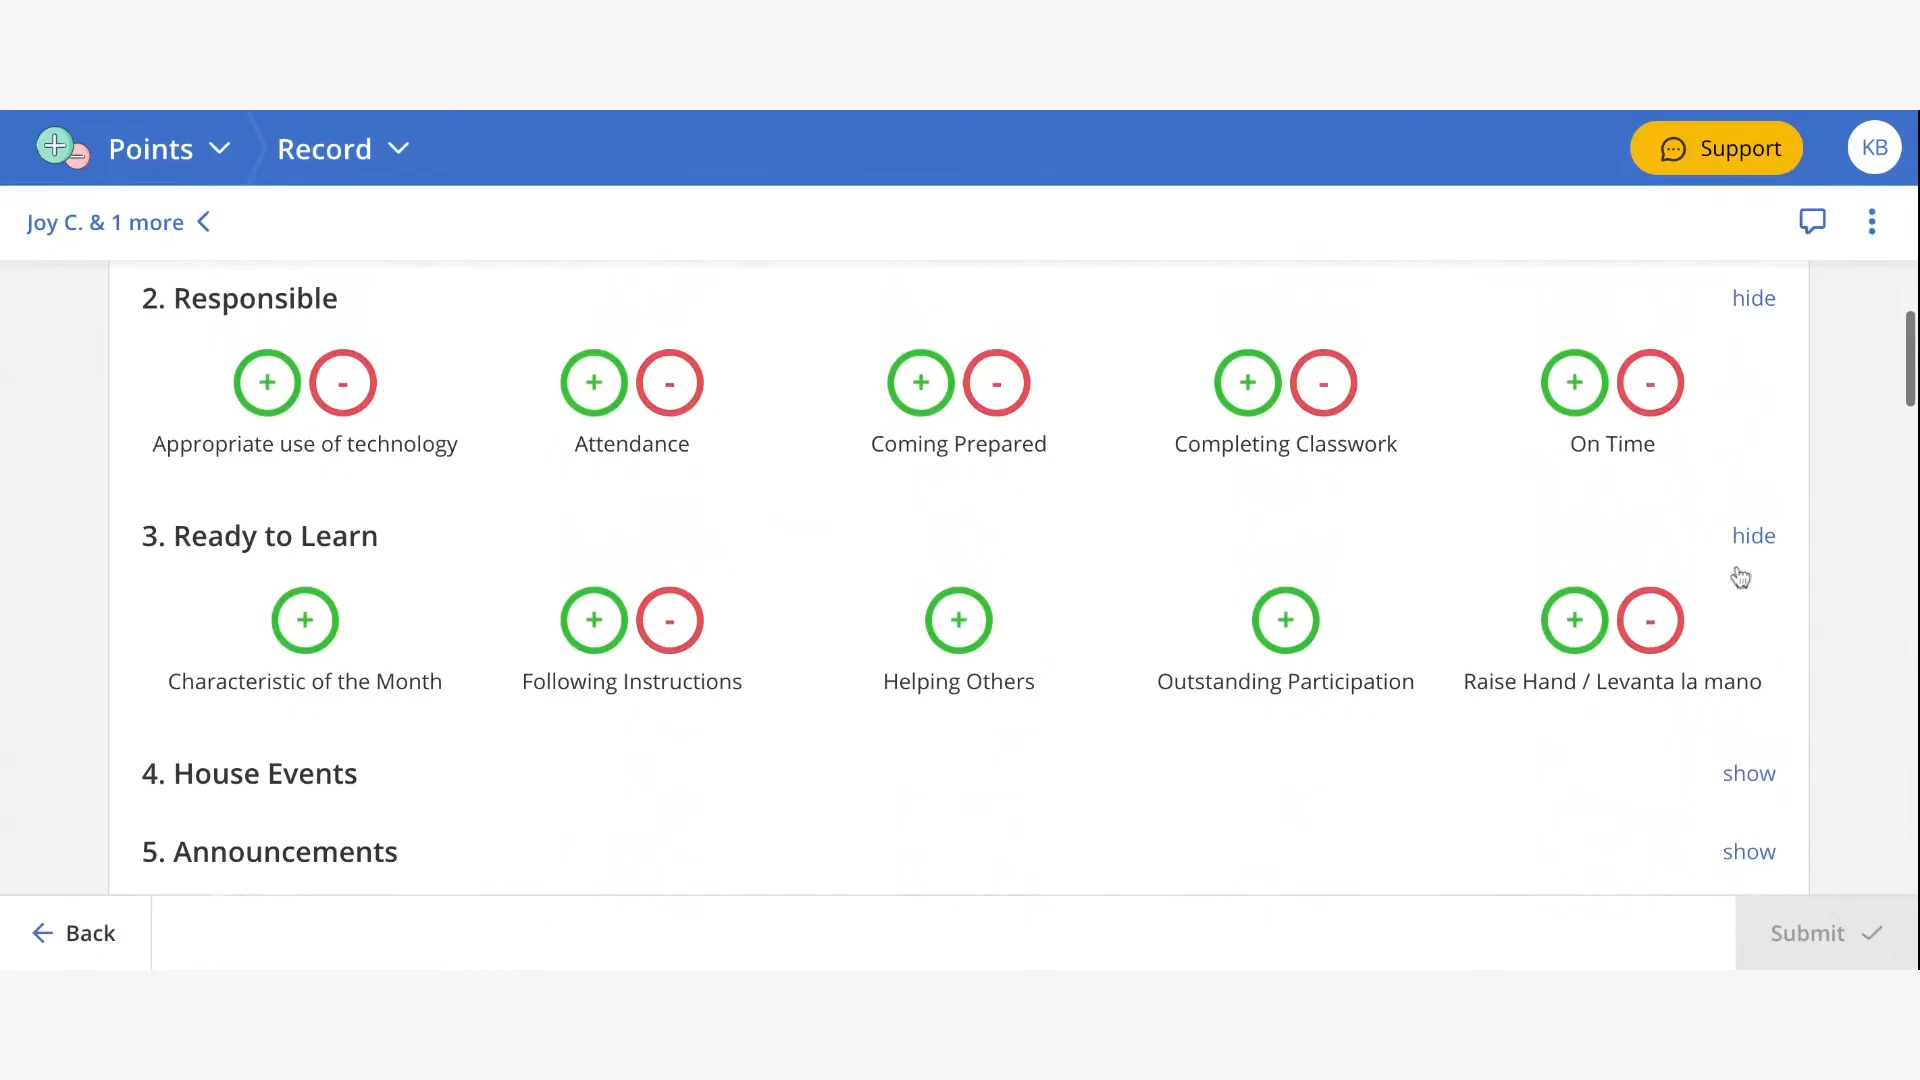 Points Record Support KB
Joy C. & 1 more
2. Responsible hide
+ - + - + - + - + -
Appropriate use of technology Attendance Coming Prepared Completing Classwork On Time
3. Ready to Learn hide
+ + - + + + -
Characteristic of the Month Following Instructions Helping Others Outstanding Participation Raise Hand / Levanta la mano
4. House Events show
5. Announcements show
Back Submit